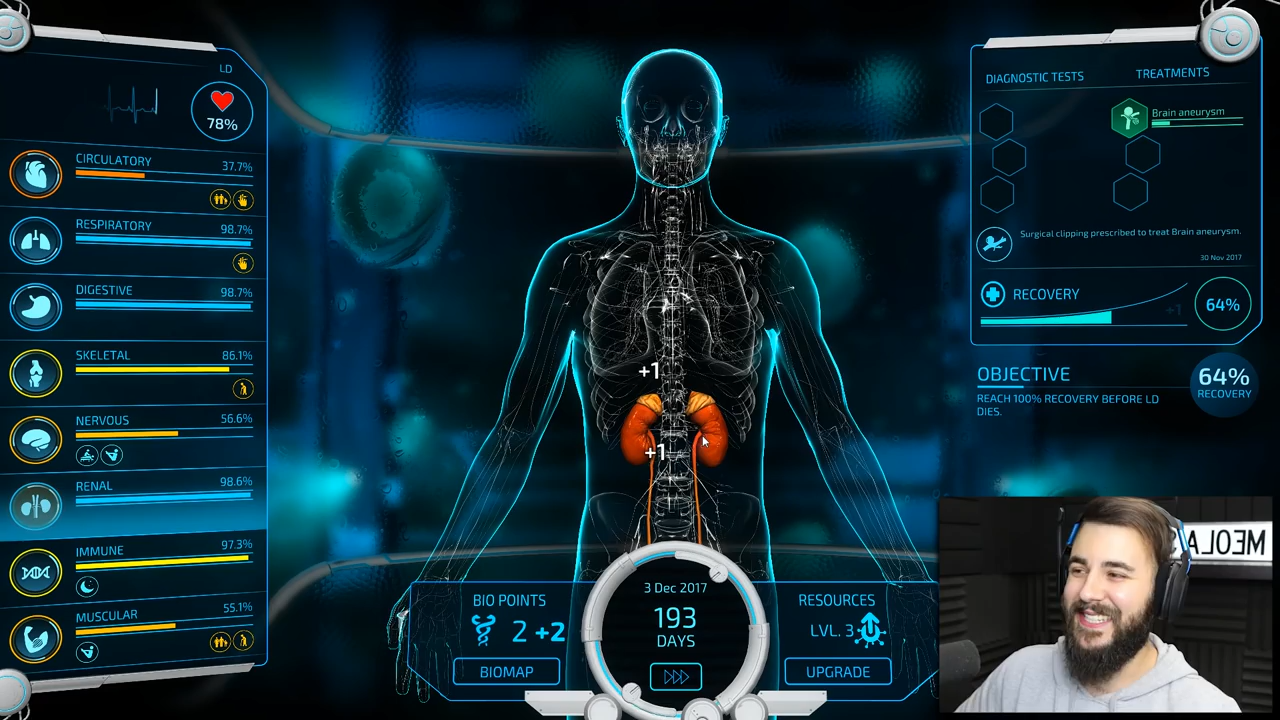 LD
78%
CIRCULATORY
37.7%
RESPIRATORY
98.7%
DIGESTIVE
98.7%
SKELETAL
86.1%
NERVOUS
56.6%
RENAL
98.6%
IMMUNE
97.3%
MUSCULAR
55.1%
+1
+1
BIO POINTS
2 +2
BIOMAP
3 Dec 2017
193
DAYS
RESOURCES
LVL. 3
UPGRADE
DIAGNOSTIC TESTS
TREATMENTS
Brain aneurysm
Surgical clipping prescribed to treat Brain aneurysm.
30 Nov 2017
RECOVERY
+1
64%
OBJECTIVE
REACH 100% RECOVERY BEFORE LD
DIES.
64%
RECOVERY